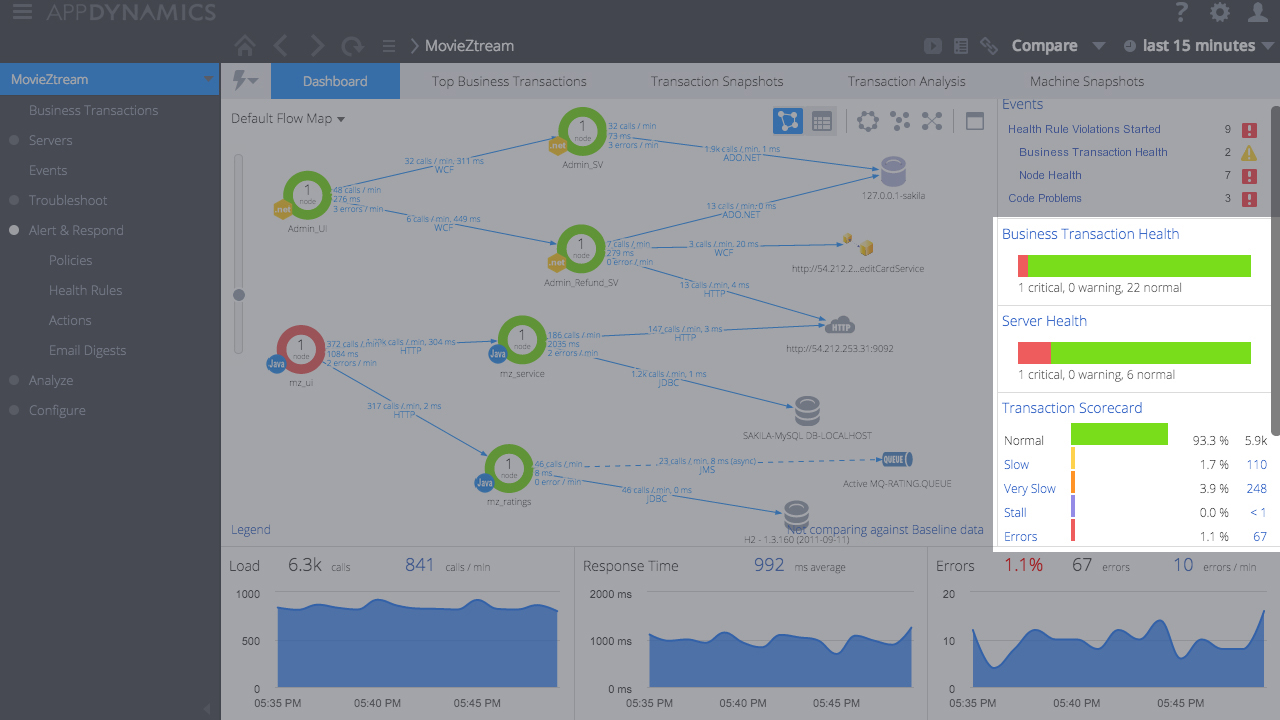 APPDYNAMICS
?
MovieZtream
Compare
last 15 minutes
MovieZtream
Dashboard
Top Business Transactions
Transaction Snapshots
Transaction Analysis
Machine Snapshots
Business Transactions
Servers
Events
Troubleshoot
Alert & Respond
Policies
Health Rules
Actions
Email Digests
Analyze
Configure
Default Flow Map
1
node
.net
Admin_UI
48 calls / min
276 ms
3 errors / min
32 calls / min, 311 ms
WCF
6 calls / min, 449 ms
WCF
1
node
.net
Admin_SV
32 calls / min
73 ms
3 errors / min
1.9k calls / min, 1 ms
ADO.NET
127.0.0.1-sakila
1
node
.net
Admin_Refund_SV
7 calls / min
279 ms
0 error / min
13 calls / min, 0 ms
ADO.NET
3 calls / min, 20 ms
WCF
http://54.212.2...editCardService
13 calls / min, 4 ms
HTTP
HTTP
http://54.212.253.31:9092
1
node
Java
mz_ui
372 calls / min
1084 ms
2 errors / min
calls / min, 304 ms
HTTP
1
node
Java
mz_service
186 calls / min
2035 ms
2 errors / min
147 calls / min, 3 ms
HTTP
1.2k calls / min, 1 ms
JDBC
SAKILA-MySQL DB-LOCALHOST
317 calls / min, 2 ms
HTTP
1
node
Java
mz_ratings
46 calls / min
8 ms
0 error / min
23 calls / min, 8 ms (async)
JMS
QUEUE
Active MQ-RATING.QUEUE
46 calls / min, 0 ms
JDBC
H2 - 1.3.160 (2011-09-11)
Legend
Not comparing against Baseline data
Events
Health Rule Violations Started 9
Business Transaction Health 2
Node Health 7
Code Problems 3
Business Transaction Health
1 critical, 0 warning, 22 normal
Server Health
1 critical, 0 warning, 6 normal
Transaction Scorecard
Normal 93.3 % 5.9k
Slow 1.7 % 110
Very Slow 3.9 % 248
Stall 0.0 % < 1
Errors 1.1 % 67
Load 6.3k calls 841 calls / min
1000
500
0
05:35 PM 05:40 PM 05:45 PM
Response Time 992 ms average
2000 ms
1000 ms
0 ms
05:35 PM 05:40 PM 05:45 PM
Errors 1.1% 67 errors 10 errors / min
20
10
0
05:35 PM 05:40 PM 05:45 PM